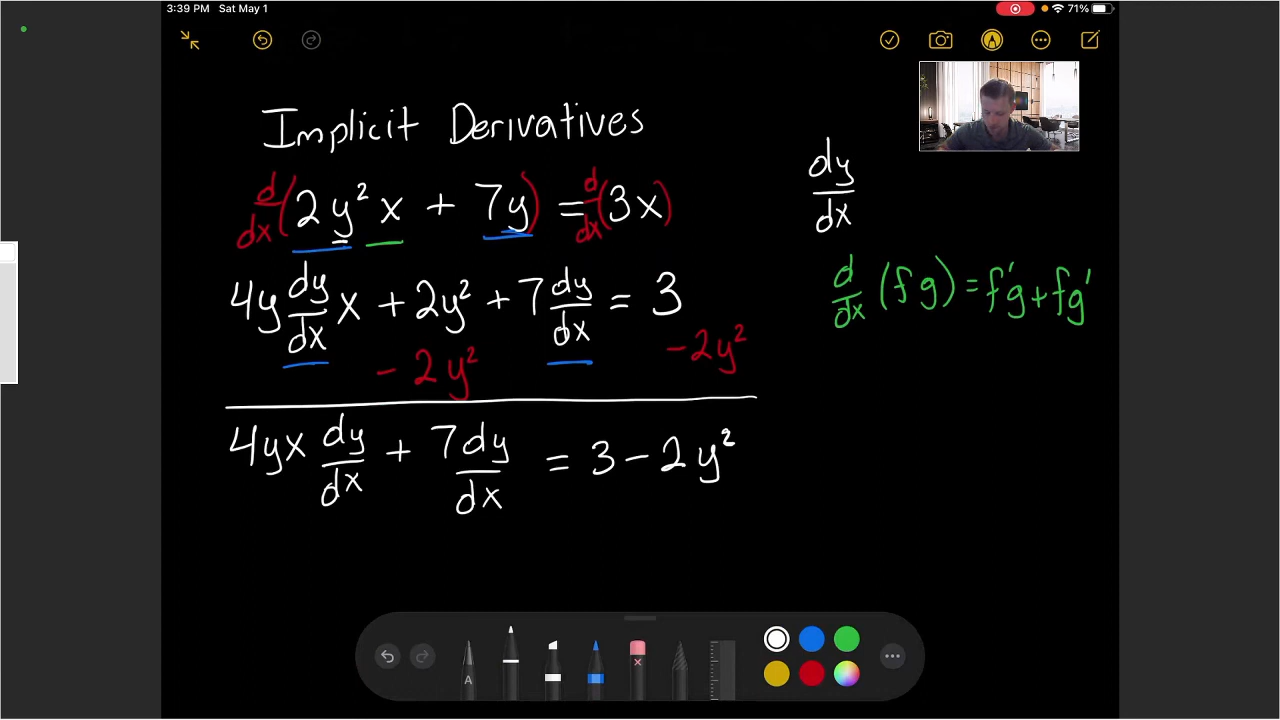 3:39 PM Sat May 1
71%
Implicit Derivatives
d/dx (2y²x + 7y) = d/dx (3x)
4y dy/dx x + 2y² + 7 dy/dx = 3
- 2y² - 2y²
4yx dy/dx + 7 dy/dx = 3 - 2y²
dy/dx
d/dx (fg) = f'g + fg'
A